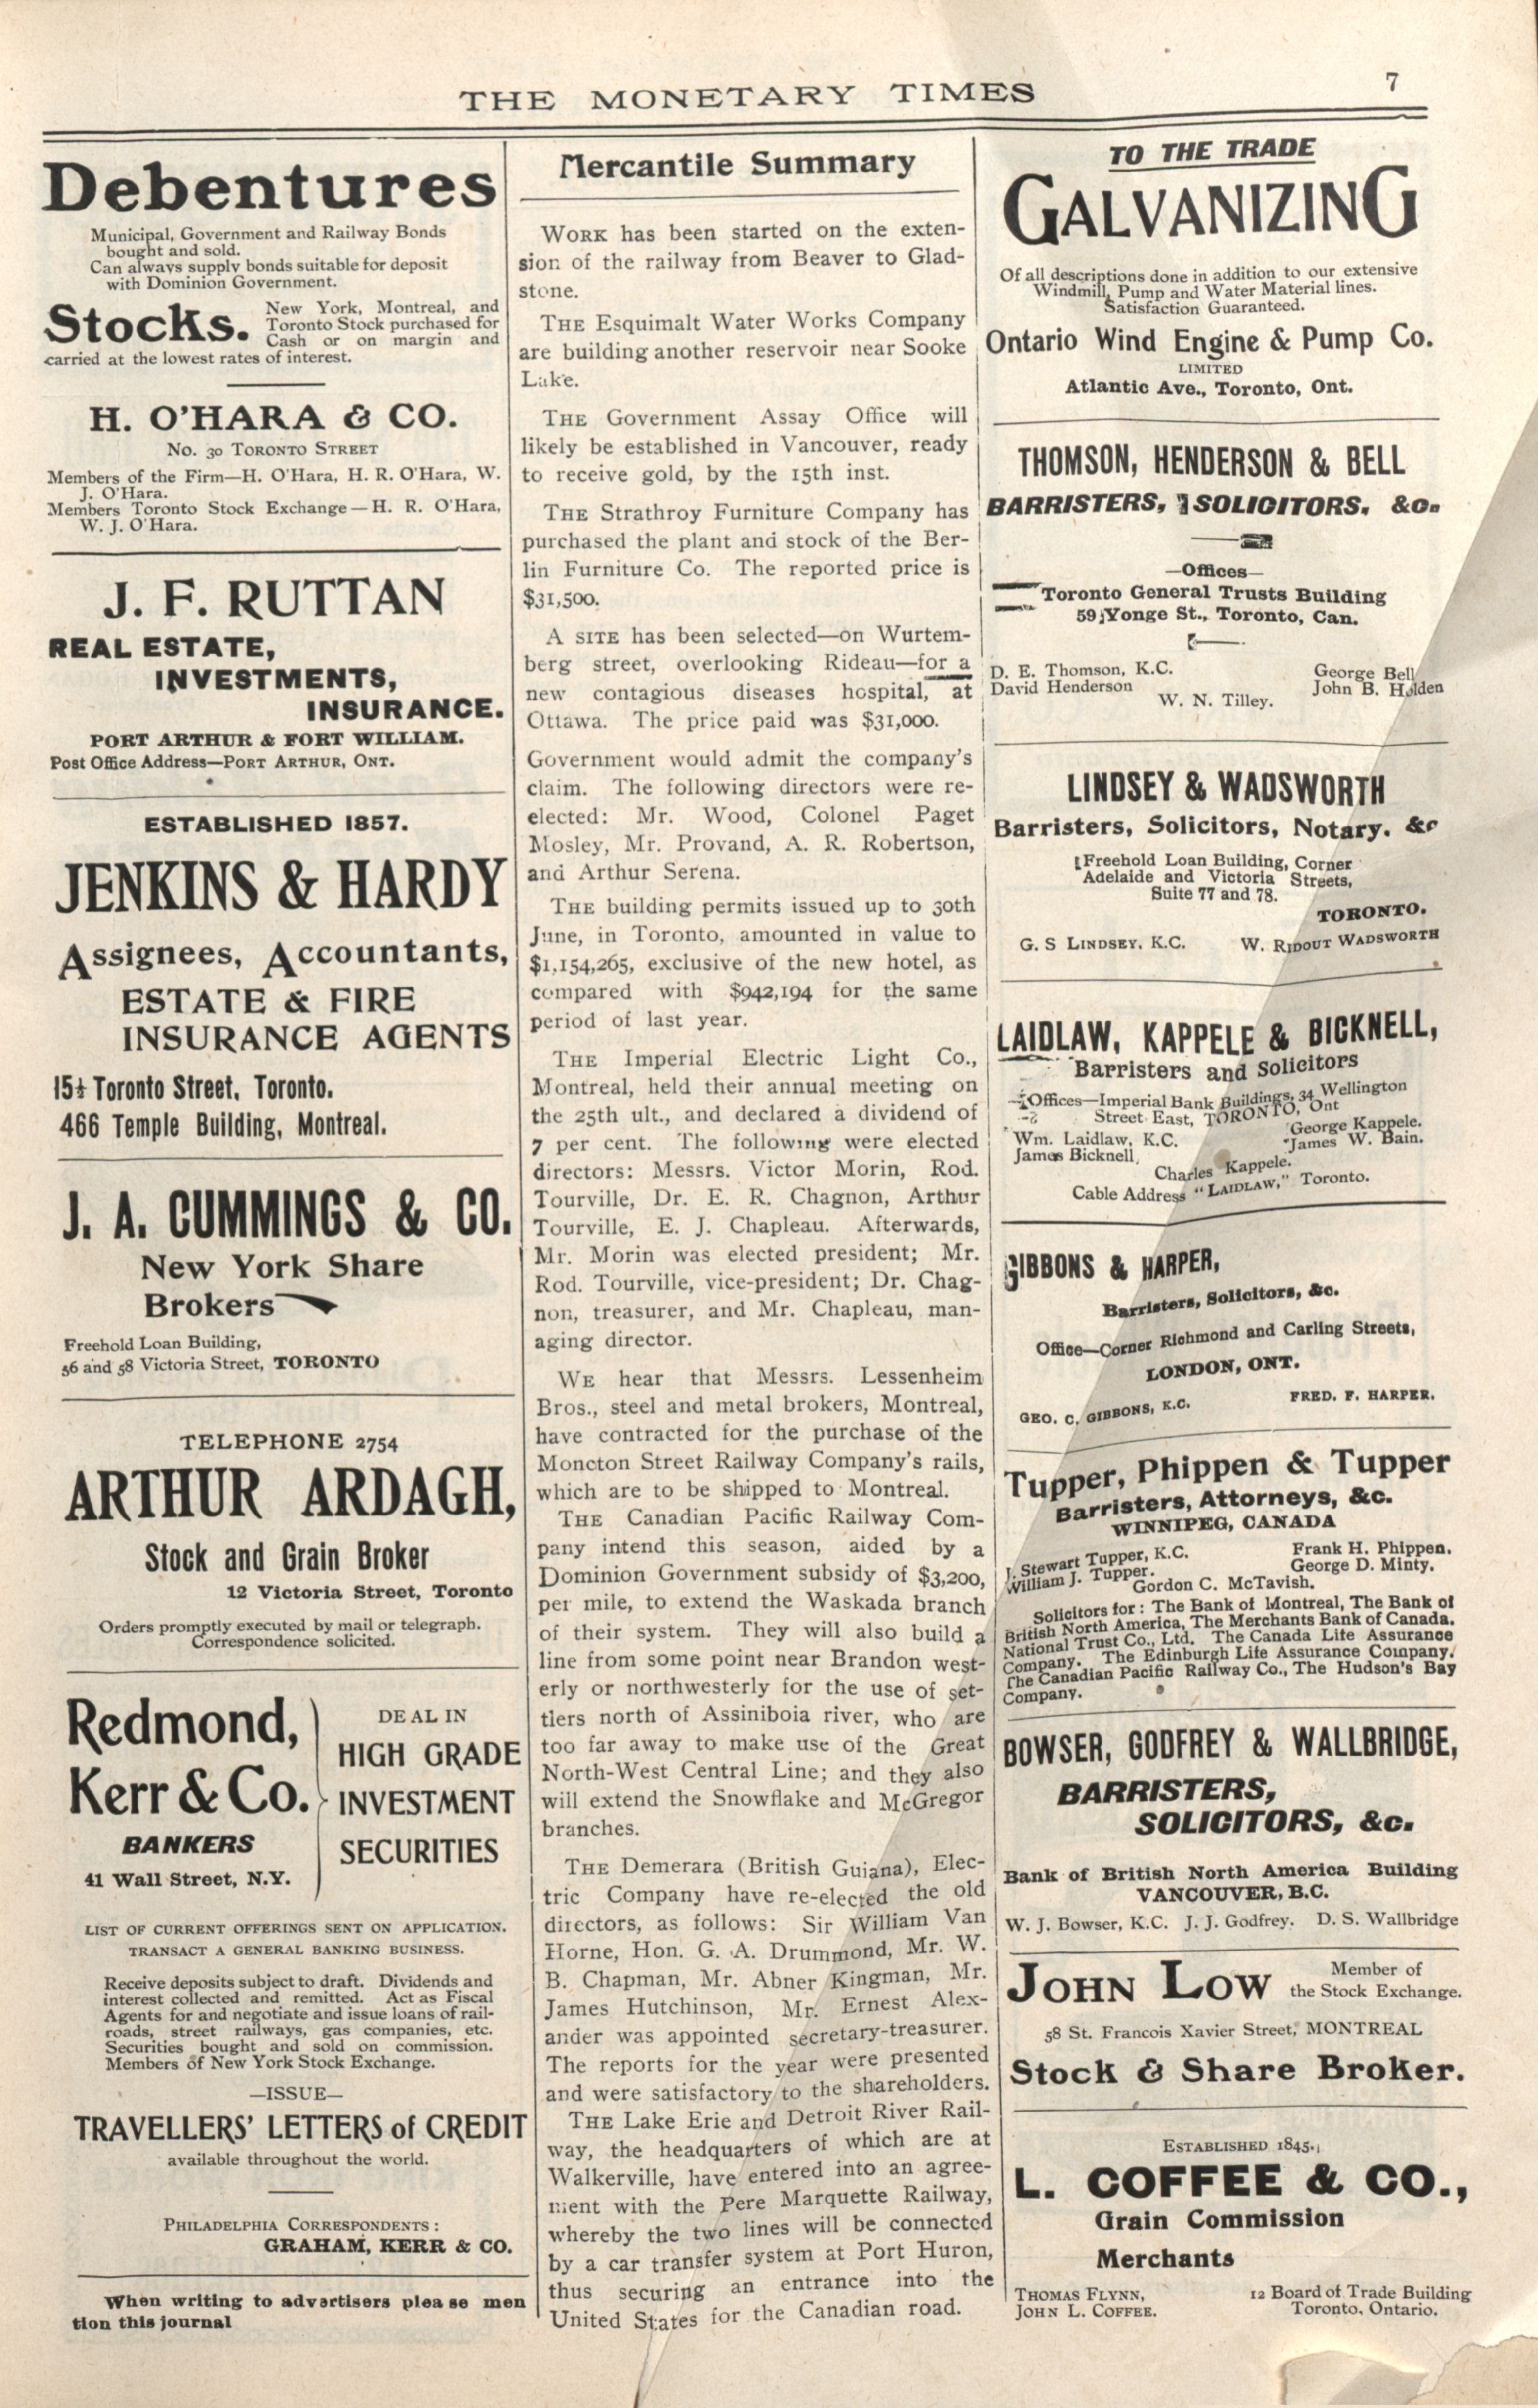 THE MONETARY TIMES
7
Debentures
Municipal, Government and Railway Bonds
bought and sold.
Can always supply bonds suitable for deposit
with Dominion Government.
Stocks.
New York, Montreal, and
Toronto Stock purchased for
Cash or on margin and
carried at the lowest rates of interest.
H. O'HARA & CO.
No. 30 TORONTO STREET
Members of the Firm—H. O'Hara, H. R. O'Hara, W.
J. O'Hara.
Members Toronto Stock Exchange—H. R. O'Hara,
W. J. O'Hara.
J. F. RUTTAN
REAL ESTATE,
INVESTMENTS,
INSURANCE.
PORT ARTHUR & FORT WILLIAM.
Post Office Address—PORT ARTHUR, ONT.
ESTABLISHED 1857.
JENKINS & HARDY
Assignees, Accountants,
ESTATE & FIRE
INSURANCE AGENTS
15½ Toronto Street, Toronto.
466 Temple Building, Montreal.
J. A. CUMMINGS & CO.
New York Share
Brokers
Freehold Loan Building,
56 and 58 Victoria Street, TORONTO
TELEPHONE 2754
ARTHUR ARDAGH,
Stock and Grain Broker
12 Victoria Street, Toronto
Orders promptly executed by mail or telegraph.
Correspondence solicited.
Redmond,
Kerr & Co.
BANKERS
41 Wall Street, N.Y.
DEAL IN
HIGH GRADE
INVESTMENT
SECURITIES
LIST OF CURRENT OFFERINGS SENT ON APPLICATION.
TRANSACT A GENERAL BANKING BUSINESS.
Receive deposits subject to draft. Dividends and
interest collected and remitted. Act as Fiscal
Agents for and negotiate and issue loans of rail-
roads, street railways, gas companies, etc.
Securities bought and sold on commission.
Members of New York Stock Exchange.
—ISSUE—
TRAVELLERS' LETTERS of CREDIT
available throughout the world.
PHILADELPHIA CORRESPONDENTS:
GRAHAM, KERR & CO.
When writing to advertisers please men
tion this journal
Mercantile Summary
WORK has been started on the exten-
sion of the railway from Beaver to Glad-
stone.
THE Esquimalt Water Works Company
are building another reservoir near Sooke
Lake.
THE Government Assay Office will
likely be established in Vancouver, ready
to receive gold, by the 15th inst.
THE Strathroy Furniture Company has
purchased the plant and stock of the Ber-
lin Furniture Co. The reported price is
$31,500.
A SITE has been selected—on Wurtem-
berg street, overlooking Rideau—for a
new contagious diseases hospital, at
Ottawa. The price paid was $31,000.
Government would admit the company's
claim. The following directors were re-
elected: Mr. Wood, Colonel Paget
Mosley, Mr. Provand, A. R. Robertson,
and Arthur Serena.
THE building permits issued up to 30th
June, in Toronto, amounted in value to
$1,154,265, exclusive of the new hotel, as
compared with $942,194 for the same
period of last year.
THE Imperial Electric Light Co.,
Montreal, held their annual meeting on
the 25th ult., and declared a dividend of
7 per cent. The following were elected
directors: Messrs. Victor Morin, Rod.
Tourville, Dr. E. R. Chagnon, Arthur
Tourville, E. J. Chapleau. Afterwards,
Mr. Morin was elected president; Mr.
Rod. Tourville, vice-president; Dr. Chag-
non, treasurer, and Mr. Chapleau, man-
aging director.
WE hear that Messrs. Lessenheim
Bros., steel and metal brokers, Montreal,
have contracted for the purchase of the
Moncton Street Railway Company's rails,
which are to be shipped to Montreal.
THE Canadian Pacific Railway Com-
pany intend this season, aided by a
Dominion Government subsidy of $3,200,
per mile, to extend the Waskada branch
of their system. They will also build a
line from some point near Brandon west-
erly or northwesterly for the use of set-
tlers north of Assiniboia river, who are
too far away to make use of the Great
North-West Central Line; and they also
will extend the Snowflake and McGregor
branches.
THE Demerara (British Guiana), Elec-
tric Company have re-elected the old
directors, as follows: Sir William Van
Horne, Hon. G. A. Drummond, Mr. W.
B. Chapman, Mr. Abner Kingman, Mr.
James Hutchinson, Mr. Ernest Alex-
ander was appointed secretary-treasurer.
The reports for the year were presented
and were satisfactory to the shareholders.
THE Lake Erie and Detroit River Rail-
way, the headquarters of which are at
Walkerville, have entered into an agree-
ment with the Pere Marquette Railway,
whereby the two lines will be connected
by a car transfer system at Port Huron,
thus securing an entrance into the
United States for the Canadian road.
TO THE TRADE
GALVANIZING
Of all descriptions done in addition to our extensive
Windmill, Pump and Water Material lines.
Satisfaction Guaranteed.
Ontario Wind Engine & Pump Co.
LIMITED
Atlantic Ave., Toronto, Ont.
THOMSON, HENDERSON & BELL
BARRISTERS, SOLICITORS, &c.
—Offices—
Toronto General Trusts Building
59 Yonge St., Toronto, Can.
D. E. Thomson, K.C.
George Bell
David Henderson
John B. Holden
W. N. Tilley.
LINDSEY & WADSWORTH
Barristers, Solicitors, Notary. &c
Freehold Loan Building, Corner
Adelaide and Victoria Streets,
Suite 77 and 78.
TORONTO.
G. S LINDSEY, K.C.
W. RIDOUT WADSWORTH
LAIDLAW, KAPPELE & BICKNELL,
Barristers and Solicitors
Offices—Imperial Bank Buildings, 34 Wellington
Street East, TORONTO, Ont
Wm. Laidlaw, K.C.
George Kappele.
James Bicknell,
James W. Bain.
Charles Kappele.
Cable Address "LAIDLAW," Toronto.
GIBBONS & HARPER,
Barristers, Solicitors, &c.
Office—Corner Richmond and Carling Streets,
LONDON, ONT.
GEO. C. GIBBONS, K.C.
FRED. F. HARPER.
Tupper, Phippen & Tupper
Barristers, Attorneys, &c.
WINNIPEG, CANADA
J. Stewart Tupper, K.C.
Frank H. Phippen.
William J. Tupper.
George D. Minty.
Gordon C. McTavish.
Solicitors for: The Bank of Montreal, The Bank of
British North America, The Merchants Bank of Canada.
National Trust Co., Ltd. The Canada Life Assurance
Company. The Edinburgh Life Assurance Company.
The Canadian Pacific Railway Co., The Hudson's Bay
Company.
BOWSER, GODFREY & WALLBRIDGE,
BARRISTERS,
SOLICITORS, &c.
Bank of British North America Building
VANCOUVER, B.C.
W. J. Bowser, K.C. J. J. Godfrey. D. S. Wallbridge
JOHN LOW
Member of
the Stock Exchange.
58 St. Francois Xavier Street, MONTREAL
Stock & Share Broker.
ESTABLISHED 1845.
L. COFFEE & CO.,
Grain Commission
Merchants
THOMAS FLYNN,
JOHN L. COFFEE.
12 Board of Trade Building
Toronto, Ontario.